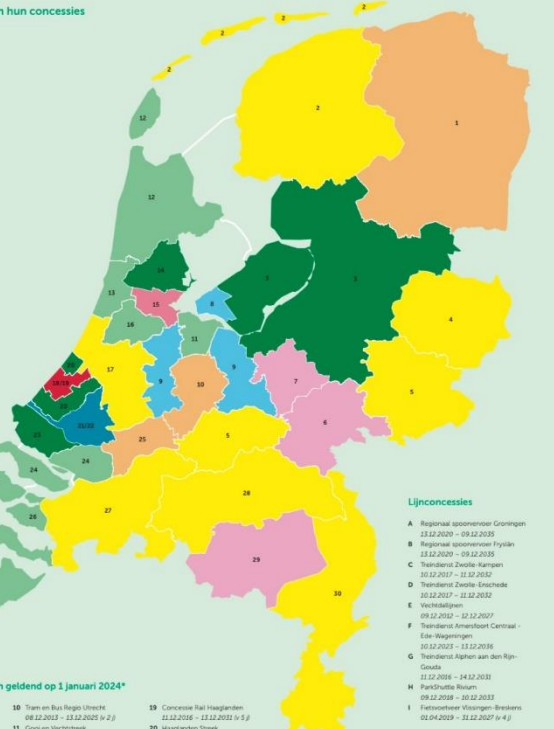 n hun concessies
2
2
2
2
2
1
12
12
14
3
3
13
15
8
4
16
11
9
9
17
10
7
5
18/19
20
21/22
6
23
25
5
24
24
28
27
26
29
30
Lijnconcessies
A Regionaal spoorvervoer Groningen
13.12.2020 – 09.12.2035
B Regionaal spoorvervoer Fryslân
13.12.2020 – 09.12.2035
C Treindienst Zwolle-Kampen
10.12.2017 – 11.12.2032
D Treindienst Zwolle-Enschede
10.12.2017 – 11.12.2032
E Vechtdallijnen
09.12.2012 – 12.12.2027
F Treindienst Amersfoort Centraal -
Ede-Wageningen
10.12.2023 – 13.12.2036
G Treindienst Alphen aan den Rijn-
Gouda
11.12.2016 – 14.12.2031
H ParkShuttle Rivium
09.12.2018 – 10.12.2033
I Fietsvoetveer Vlissingen-Breskens
01.04.2019 – 31.12.2027 (v 4 j)
n geldend op 1 januari 2024*
10 Tram en Bus Regio Utrecht
08.12.2013 – 13.12.2025 (v 2 j)
11 Gooi en Vechtstreek
19 Concessie Rail Haaglanden
11.12.2016 – 13.12.2031 (v 5 j)
20 Haaglanden Streek